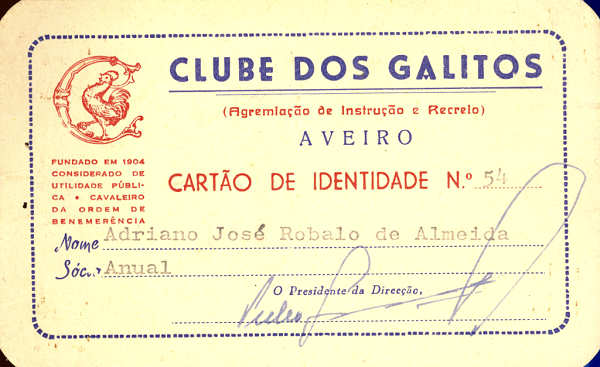 CLUBE DOS GALITOS
(Agremiação de Instrução e Recreio)
AVEIRO
FUNDADO EM 1904
CONSIDERADO DE
UTILIDADE PÚBLI-
CA • CAVALEIRO
DA ORDEM DE
BENEMERÊNCIA
CARTÃO DE IDENTIDADE N.º 54
Nome Adriano José Robalo de Almeida
Sóc.. Anual
O Presidente da Direcção,